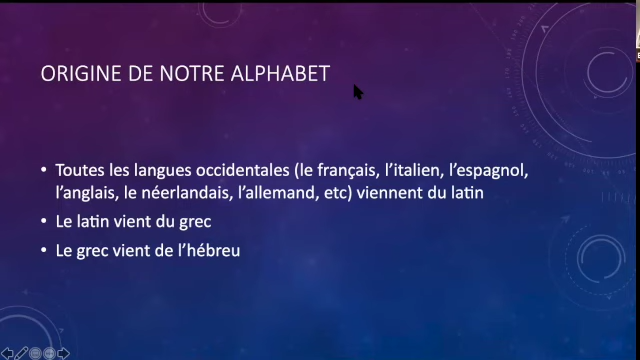 ORIGINE DE NOTRE ALPHABET
• Toutes les langues occidentales (le français, l'italien, l'espagnol,
l'anglais, le néerlandais, l'allemand, etc) viennent du latin
• Le latin vient du grec
• Le grec vient de l'hébreu